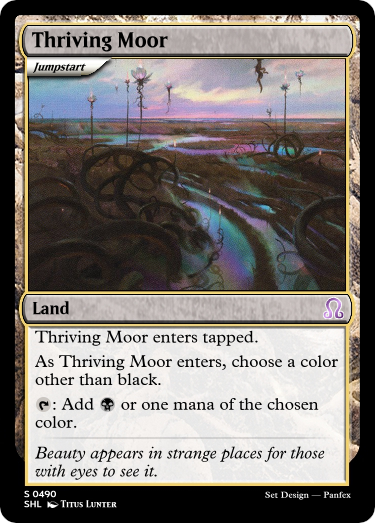 Thriving Moor
Jumpstart
Land
Thriving Moor enters tapped.
As Thriving Moor enters, choose a color
other than black.
: Add or one mana of the chosen
color.
Beauty appears in strange places for those
with eyes to see it.
S 0490
SHL Titus Lunter
Set Design — Panfex